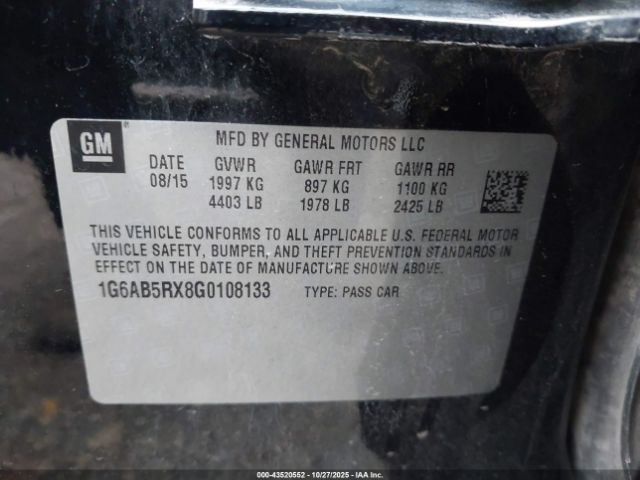 GM
MFD BY GENERAL MOTORS LLC
DATE GVWR GAWR FRT GAWR RR
08/15 1997 KG 897 KG 1100 KG
4403 LB 1978 LB 2425 LB
THIS VEHICLE CONFORMS TO ALL APPLICABLE U.S. FEDERAL MOTOR
VEHICLE SAFETY, BUMPER, AND THEFT PREVENTION STANDARDS IN
EFFECT ON THE DATE OF MANUFACTURE SHOWN ABOVE.
1G6AB5RX8G0108133 TYPE: PASS CAR
000-43520552 | 10/27/2025 | IAAI.com